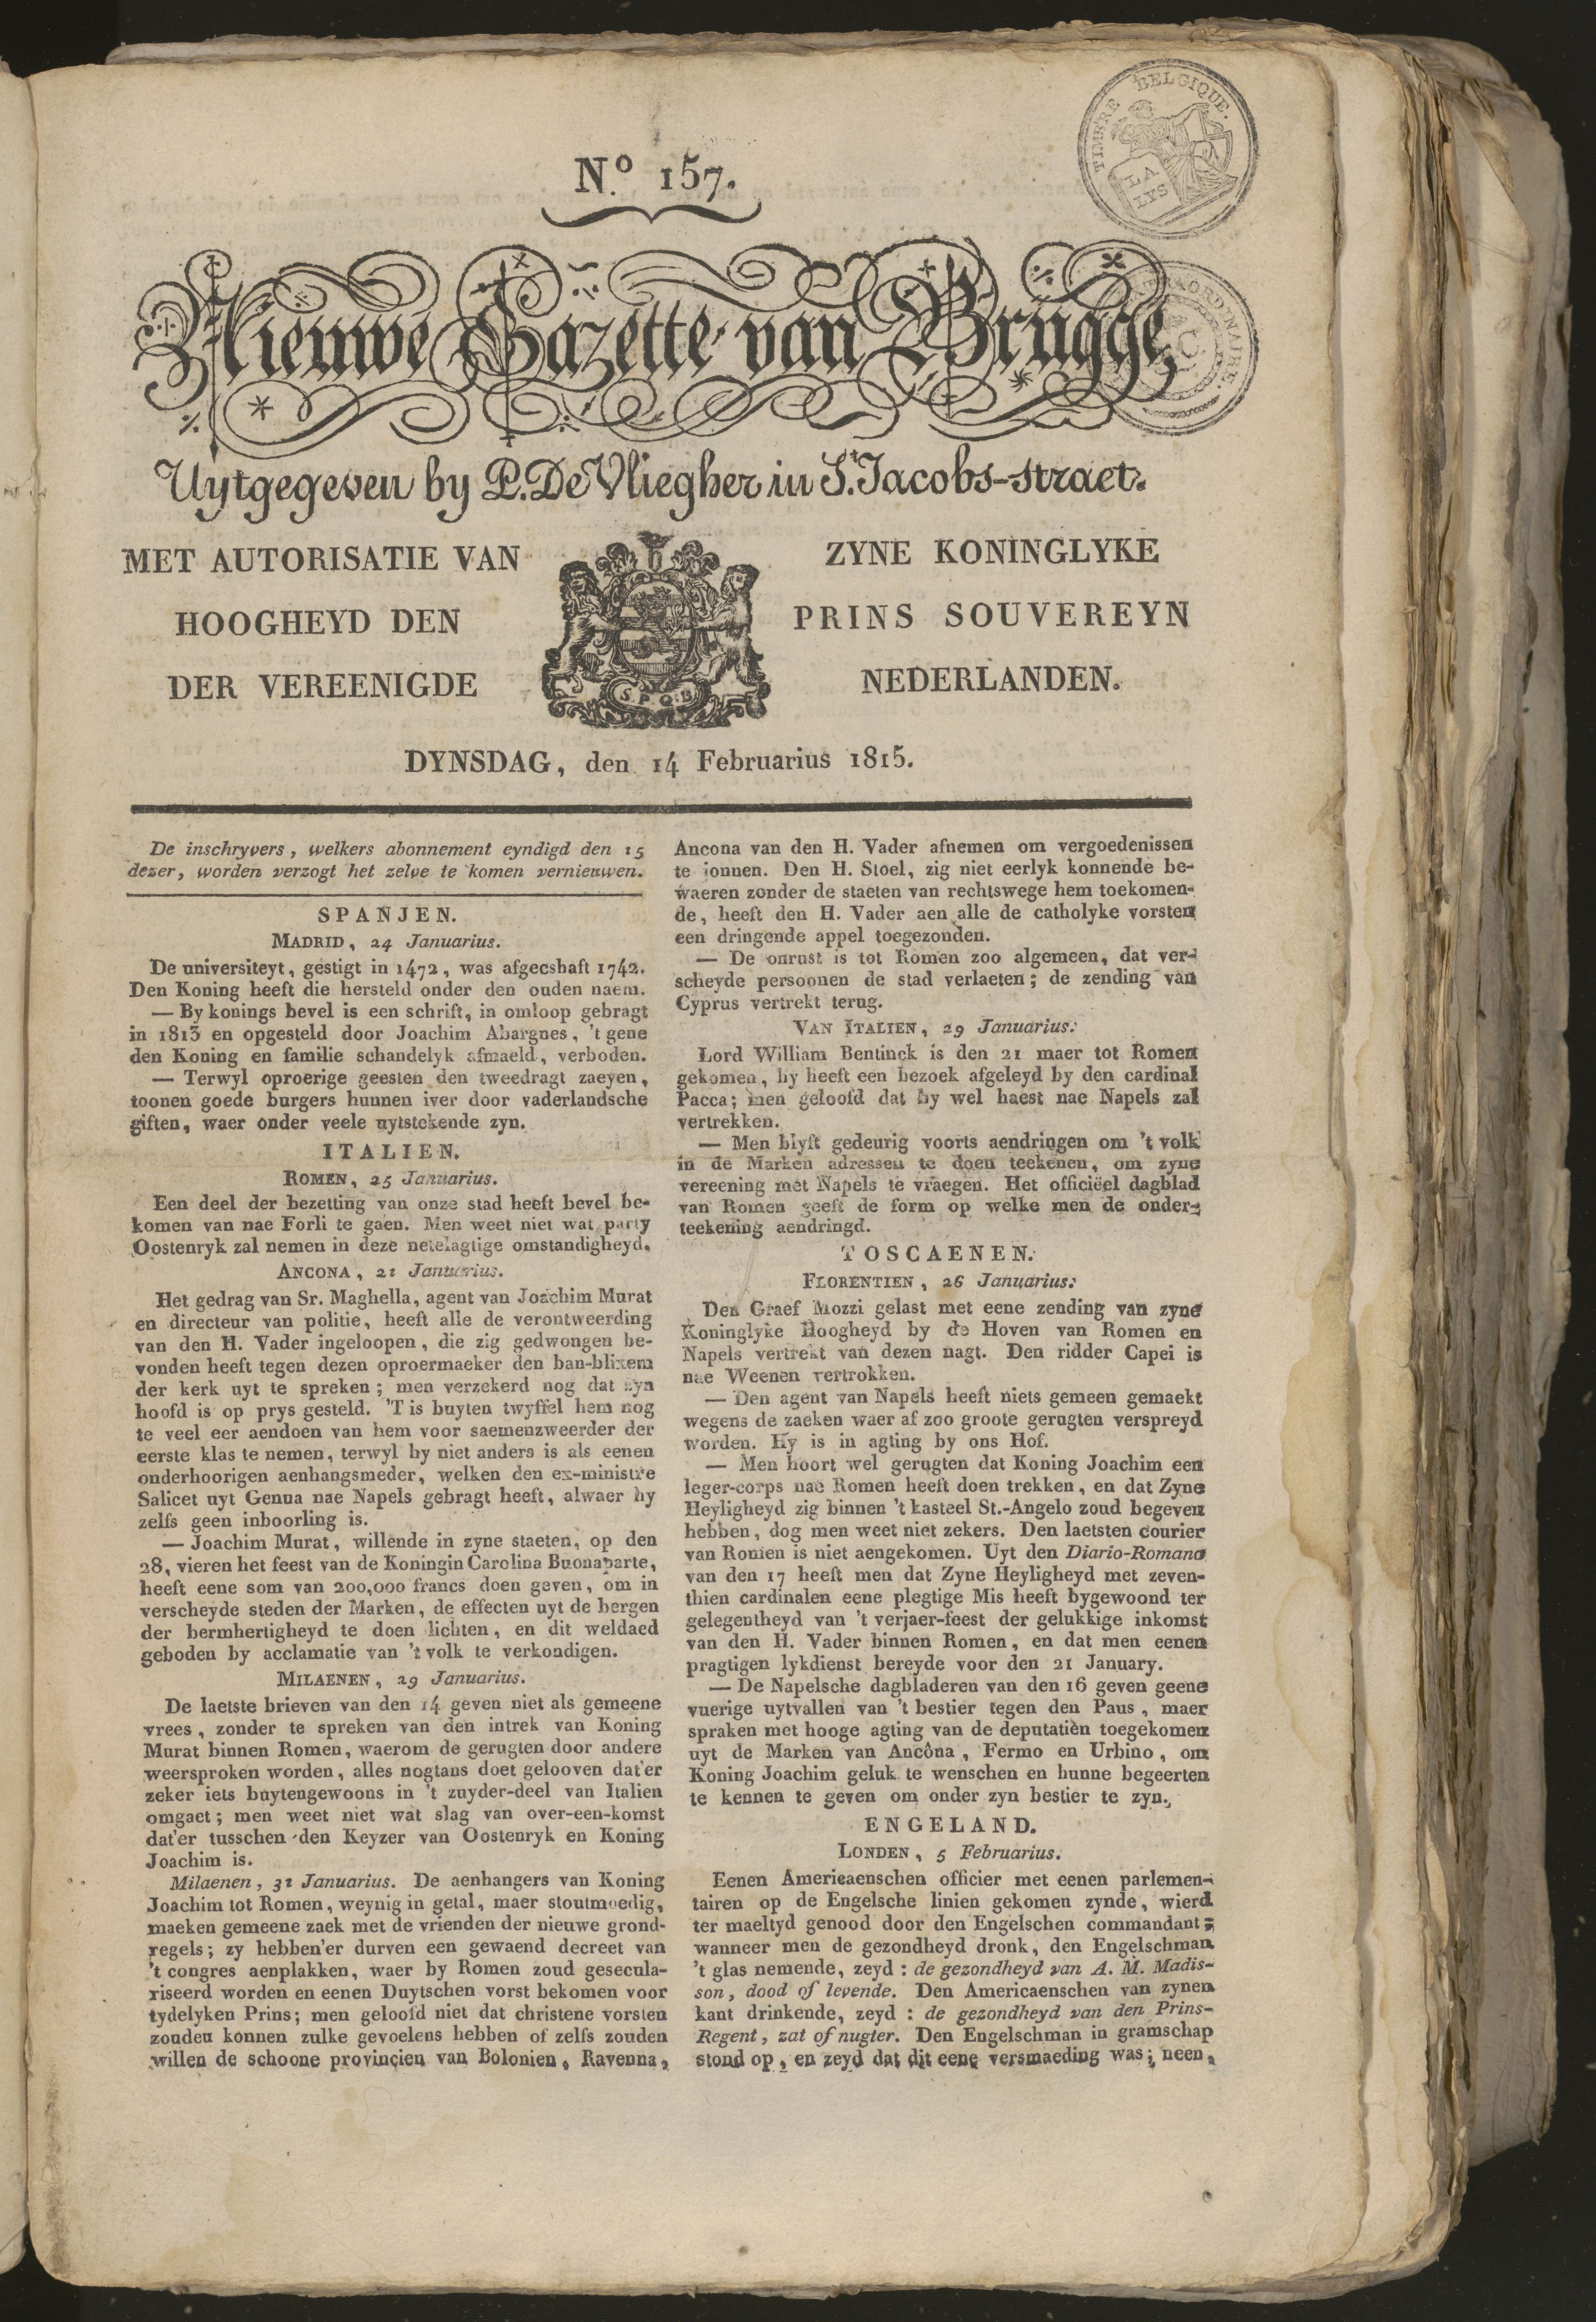 N.º 157.
TIMBRE BELGIQUE.
LA
LYS
Nieuwe Gazette van Brugge,
Uytgegeven by P. De Vliegher in St. Jacobs-straet.
MET AUTORISATIE VAN ZYNE KONINGLYKE
HOOGHEYD DEN PRINS SOUVEREYN
DER VEREENIGDE NEDERLANDEN.
S.P.Q.B
DYNSDAG, den 14 Februarius 1815.
De inschryvers, welkers abonnement eyndigd den 15
dezer, worden verzogt het zelve te komen vernieuwen.
SPANJEN.
MADRID, 24 Januarius.
De universiteyt, gestigt in 1472, was afgecshaft 1742.
Den Koning heeft die hersteld onder den ouden naem.
— By konings bevel is een schrift, in omloop gebragt
in 1813 en opgesteld door Joachim Abargnes, 't gene
den Koning en familie schandelyk afmaeld, verboden.
— Terwyl oproerige geesten den tweedragt zaeyen,
toonen goede burgers hunnen iver door vaderlandsche
giften, waer onder veele uytstekende zyn.
ITALIEN.
ROMEN, 25 Januarius.
Een deel der bezetting van onze stad heeft bevel be-
komen van nae Forli te gaen. Men weet niet wat party
Oostenryk zal nemen in deze netelagtige omstandigheyd.
ANCONA, 21 Januarius.
Het gedrag van Sr. Maghella, agent van Joachim Murat
en directeur van politie, heeft alle de verontweerding
van den H. Vader ingeloopen, die zig gedwongen be-
vonden heeft tegen dezen oproermaeker den ban-blixem
der kerk uyt te spreken; men verzekerd nog dat zyn
hoofd is op prys gesteld. 'T is buyten twyffel hem nog
te veel eer aendoen van hem voor saemenzweerder der
eerste klas te nemen, terwyl hy niet anders is als eenen
onderhoorigen aenhangsmeder, welken den ex-ministre
Salicet uyt Genua nae Napels gebragt heeft, alwaer hy
zelfs geen inboorling is.
— Joachim Murat, willende in zyne staeten, op den
28, vieren het feest van de Koningin Carolina Buonaparte,
heeft eene som van 200,000 francs doen geven, om in
verscheyde steden der Marken, de effecten uyt de bergen
der bermhertigheyd te doen lichten, en dit weldaed
geboden by acclamatie van 't volk te verkondigen.
MILAENEN, 29 Januarius.
De laetste brieven van den 14 geven niet als gemeene
vrees, zonder te spreken van den intrek van Koning
Murat binnen Romen, waerom de gerugten door andere
weersproken worden, alles nogtans doet gelooven dat'er
zeker iets buytengewoons in 't zuyder-deel van Italien
omgaet; men weet niet wat slag van over-een-komst
dat'er tusschen den Keyzer van Oostenryk en Koning
Joachim is.
Milaenen, 31 Januarius. De aenhangers van Koning
Joachim tot Romen, weynig in getal, maer stoutmoedig,
maeken gemeene zaek met de vrienden der nieuwe grond-
regels; zy hebben'er durven een gewaend decreet van
't congres aenplakken, waer by Romen zoud gesecula-
riseerd worden en eenen Duytschen vorst bekomen voor
tydelyken Prins; men geloofd niet dat christene vorsten
zouden konnen zulke gevoelens hebben of zelfs zouden
willen de schoone provincien van Bolonien, Ravenna,
Ancona van den H. Vader afnemen om vergoedenissen
te jonnen. Den H. Stoel, zig niet eerlyk konnende be-
waeren zonder de staeten van rechtswege hem toekomen-
de, heeft den H. Vader aen alle de catholyke vorsten
een dringende appel toegezonden.
— De onrust is tot Romen zoo algemeen, dat ver-
scheyde persoonen de stad verlaeten; de zending van
Cyprus vertrekt terug.
VAN ITALIEN, 29 Januarius.
Lord William Bentinck is den 21 maer tot Romen
gekomen, hy heeft een bezoek afgeleyd by den cardinal
Pacca; men geloofd dat hy wel haest nae Napels zal
vertrekken.
— Men blyft gedeurig voorts aendringen om 't volk
in de Marken adressen te doen teekenen, om zyne
vereening met Napels te vraegen. Het officiëel dagblad
van Romen geeft de form op welke men de onder-
teekening aendringd.
TOSCAENEN.
FLORENTIEN, 26 Januarius.
Den Graef Mozzi gelast met eene zending van zyne
Koninglyke Hoogheyd by de Hoven van Romen en
Napels vertrekt van dezen nagt. Den ridder Capei is
nae Weenen vertrokken.
— Den agent van Napels heeft niets gemeen gemaekt
wegens de zaeken waer af zoo groote gerugten verspreyd
worden. Hy is in agting by ons Hof.
— Men hoort wel gerugten dat Koning Joachim een
leger-corps nae Romen heeft doen trekken, en dat Zyne
Heyligheyd zig binnen 't kasteel St.-Angelo zoud begeven
hebben, dog men weet niet zekers. Den laetsten courier
van Romen is niet aengekomen. Uyt den Diario-Romano
van den 17 heeft men dat Zyne Heyligheyd met zeven-
thien cardinalen eene plegtige Mis heeft bygewoond ter
gelegentheyd van 't verjaer-feest der gelukkige inkomst
van den H. Vader binnen Romen, en dat men eenen
pragtigen lykdienst bereyde voor den 21 January.
— De Napelsche dagbladeren van den 16 geven geene
vuerige uytvallen van 't bestier tegen den Paus, maer
spraken met hooge agting van de deputatiën toegekomen
uyt de Marken van Ancôna, Fermo en Urbino, om
Koning Joachim geluk te wenschen en hunne begeerten
te kennen te geven om onder zyn bestier te zyn.
ENGELAND.
LONDEN, 5 Februarius.
Eenen Americaenschen officier met eenen parlemen-
tairen op de Engelsche linien gekomen zynde, wierd
ter maeltyd genood door den Engelschen commandant;
wanneer men de gezondheyd dronk, den Engelschman
't glas nemende, zeyd : de gezondheyd van A. M. Madis-
son, dood of levende. Den Americaenschen van zynen
kant drinkende, zeyd : de gezondheyd van den Prins-
Regent, zat of nugter. Den Engelschman in gramschap
stond op, en zeyd dat dit eene versmaeding was; neen,